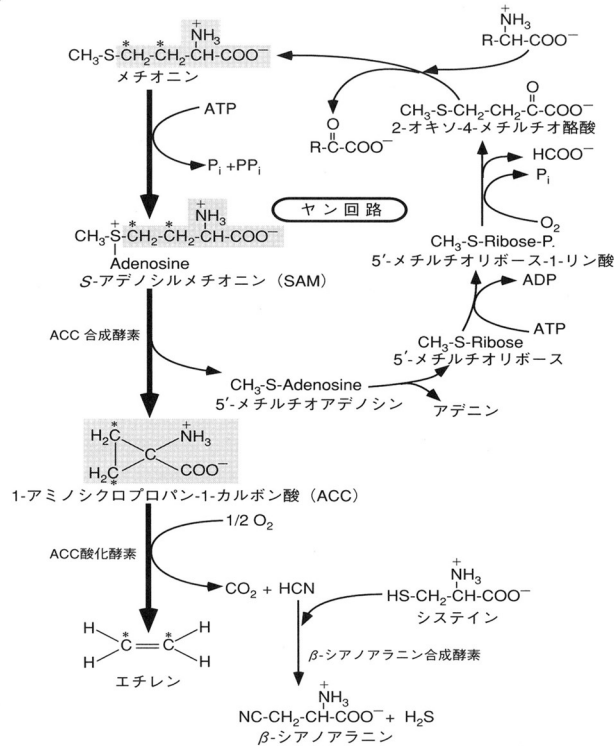 NH₃⁺
CH₃-S-CH₂*-CH₂*-CH-COO⁻
メチオニン
NH₃⁺
R-CH-COO⁻
ATP
Pi +PPi
O
R-C-COO⁻
O
CH₃-S-CH₂-CH₂-C-COO⁻
2-オキソ-4-メチルチオ酪酸
HCOO⁻
Pi
O₂
ヤン回路
NH₃⁺
CH₃-S⁺-CH₂*-CH₂*-CH-COO⁻
Adenosine
S-アデノシルメチオニン(SAM)
CH₃-S-Ribose-P.
5′-メチルチオリボース-1-リン酸
ADP
ATP
CH₃-S-Ribose
5′-メチルチオリボース
ACC 合成酵素
CH₃-S-Adenosine
5′-メチルチオアデノシン
アデニン
H₂C* NH₃⁺
C
H₂C* COO⁻
1-アミノシクロプロパン-1-カルボン酸(ACC)
1/2 O₂
ACC酸化酵素
CO₂ + HCN
NH₃⁺
HS-CH₂-CH-COO⁻
システイン
H H
C*=C*
H H
エチレン
β-シアノアラニン合成酵素
NH₃⁺
NC-CH₂-CH-COO⁻+ H₂S
β-シアノアラニン